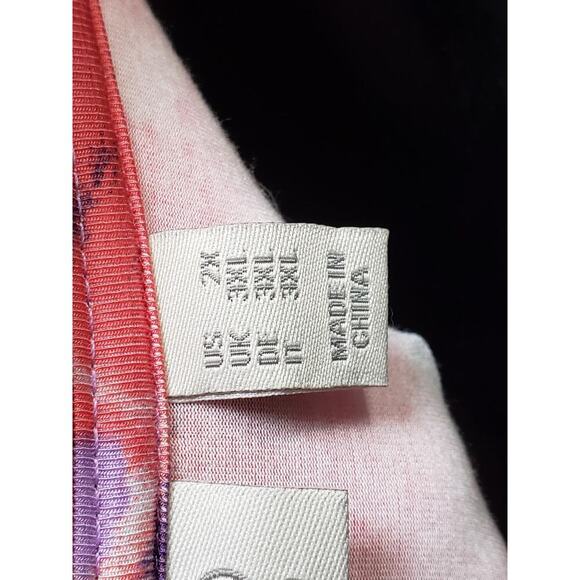 US 2X
UK 3XL
DE 3XL
IT 3XL
MADE IN
CHINA